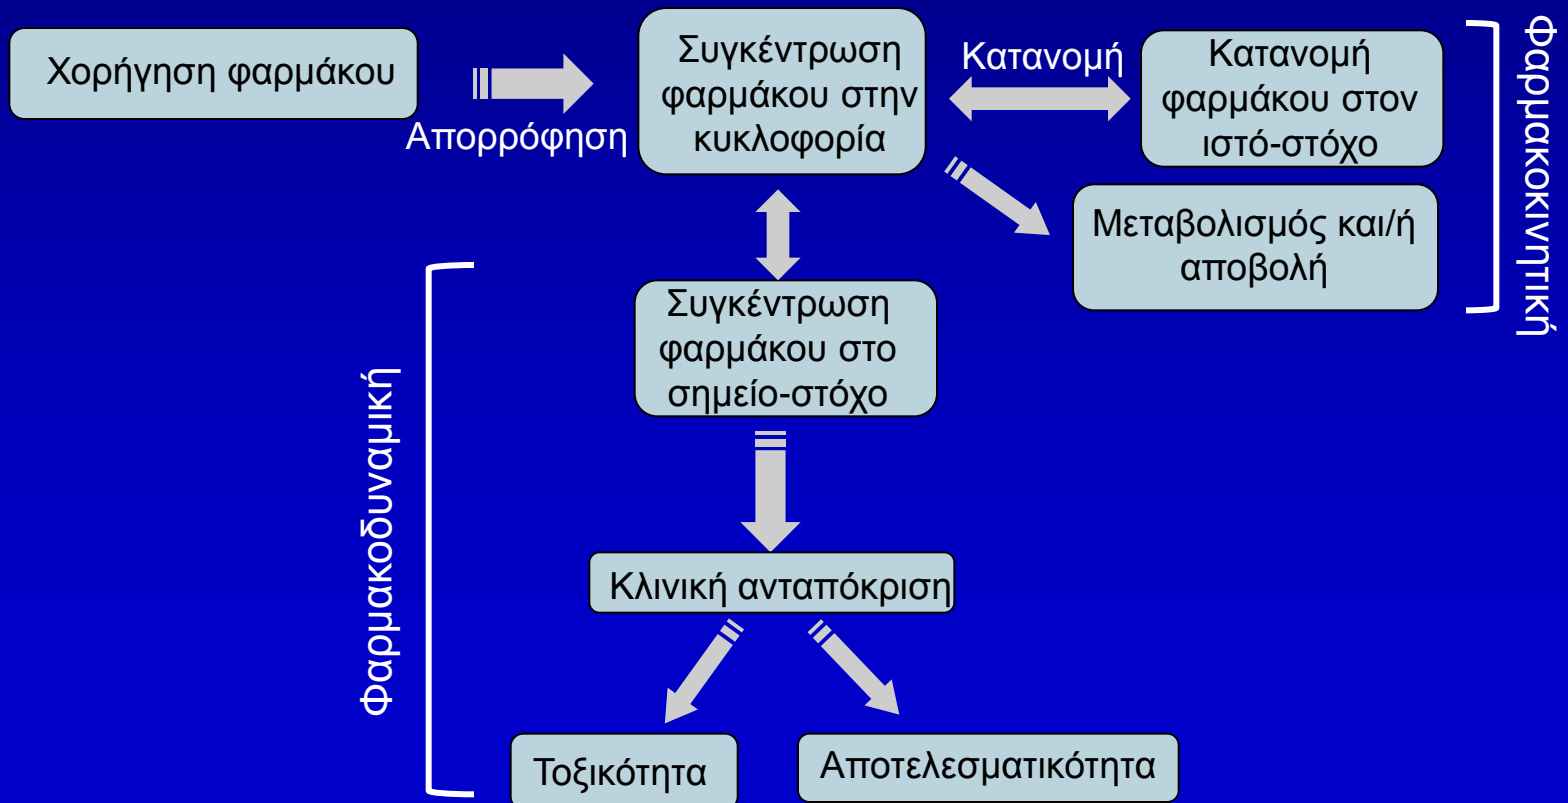 Χορήγηση φαρμάκου
Απορρόφηση
Συγκέντρωση
φαρμάκου στην
κυκλοφορία
Κατανομή
Κατανομή
φαρμάκου στον
ιστό-στόχο
Μεταβολισμός και/ή
αποβολή
Φαρμακοκινητική
Συγκέντρωση
φαρμάκου στο
σημείο-στόχο
Φαρμακοδυναμική
Κλινική ανταπόκριση
Τοξικότητα
Αποτελεσματικότητα